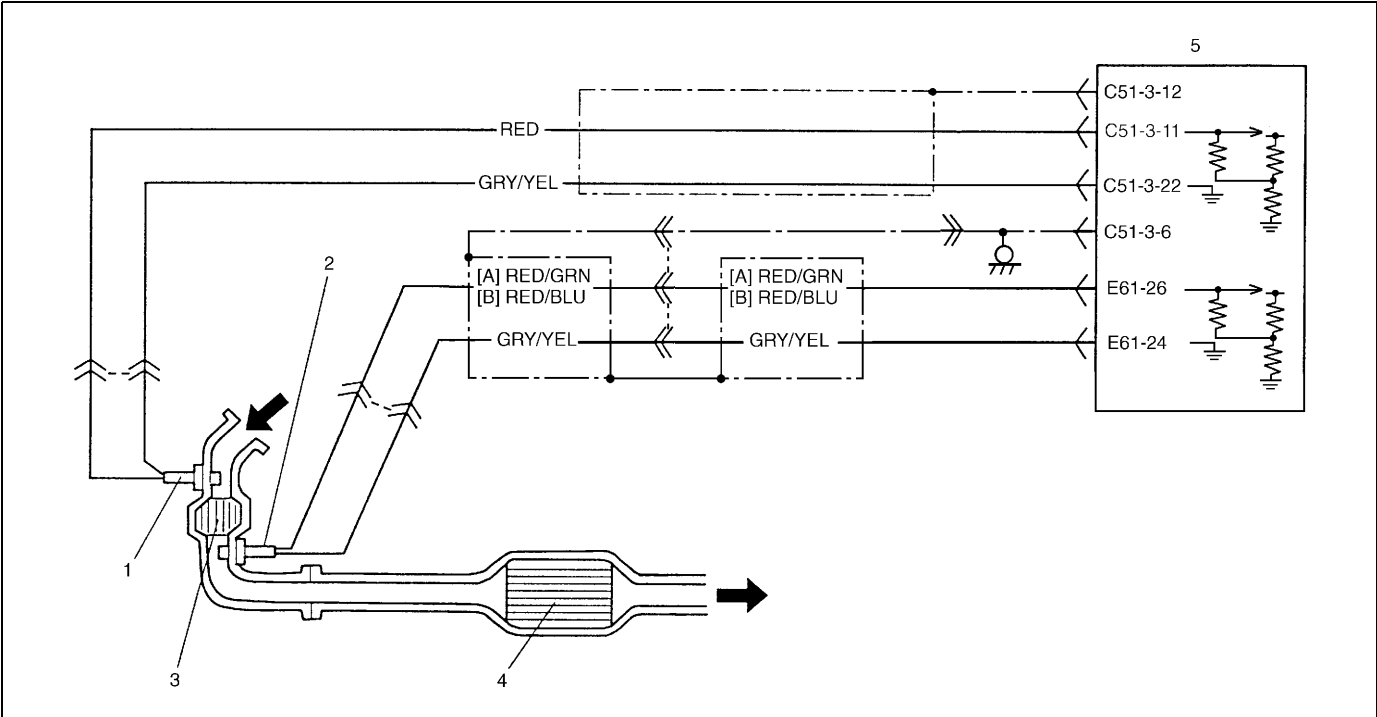 5
C51-3-12
RED
C51-3-11
GRY/YEL
C51-3-22
C51-3-6
2
[A] RED/GRN
[B] RED/BLU
[A] RED/GRN
[B] RED/BLU
E61-26
GRY/YEL
GRY/YEL
E61-24
1
3
4